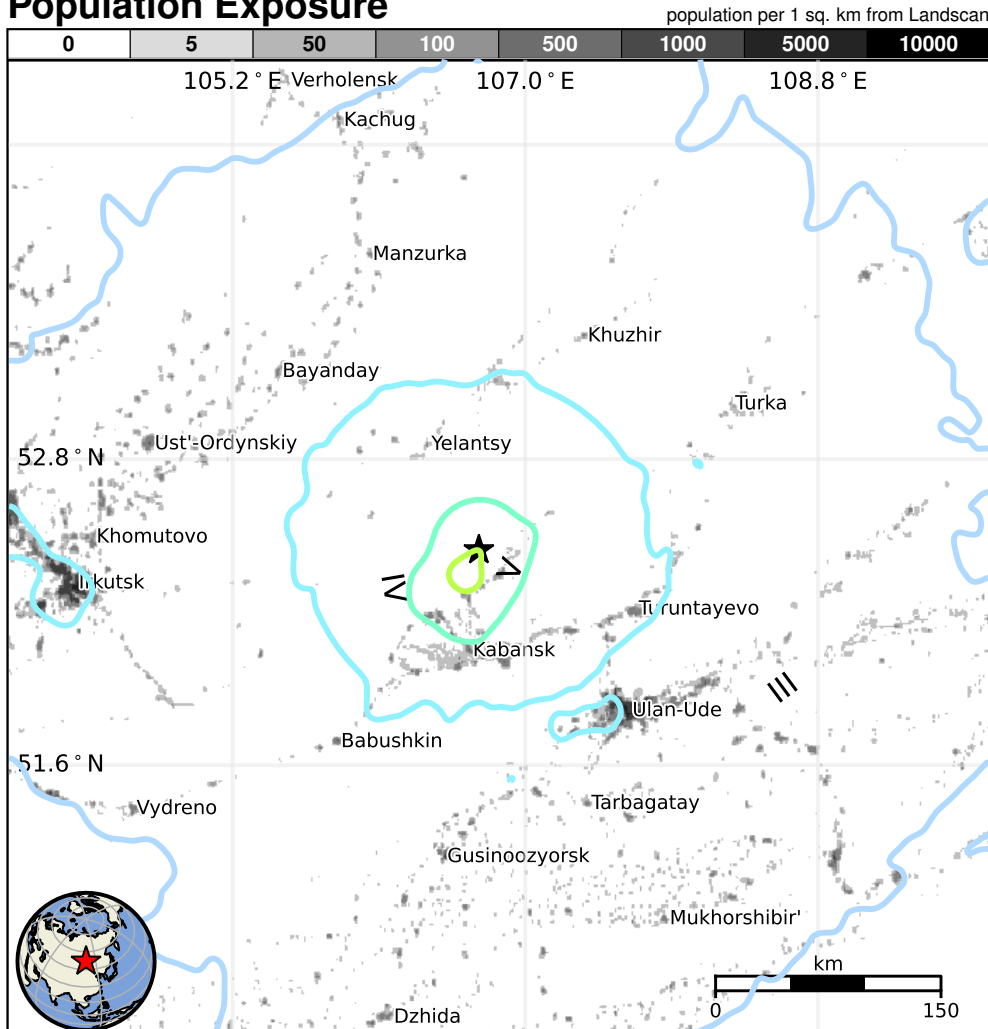 Population Exposure
population per 1 sq. km from Landscan
0 5 50 100 500 1000 5000 10000
105.2°E Verholensk 107.0°E 108.8°E
Kachug
Manzurka
Khuzhir
Bayanday
Turka
Ust'-Ordynskiy Yelantsy
52.8°N
Khomutovo
V
Irkutsk IV
Turuntayevo
Kabansk
III
Ulan-Ude
Babushkin
51.6°N
Vydreno Tarbagatay
Gusinoozyorsk
Mukhorshibir'
km
0 150
Dzhida